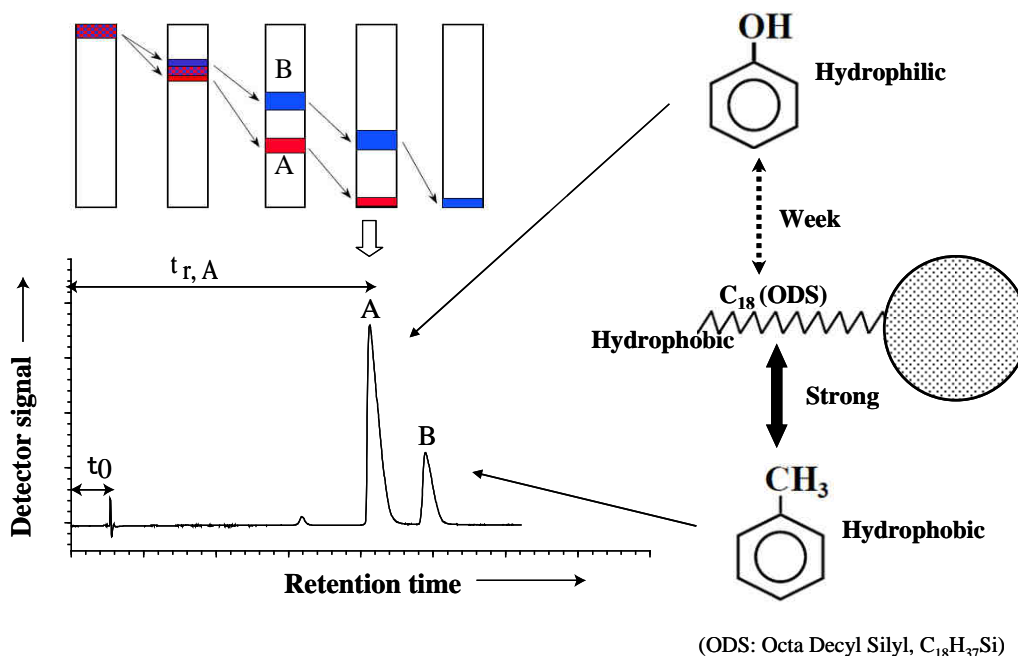 B
A
OH
Hydrophilic
Week
C18 (ODS)
Hydrophobic
Strong
CH3
Hydrophobic
t r, A
A
B
t0
Detector signal
Retention time
(ODS: Octa Decyl Silyl, C18H37Si)